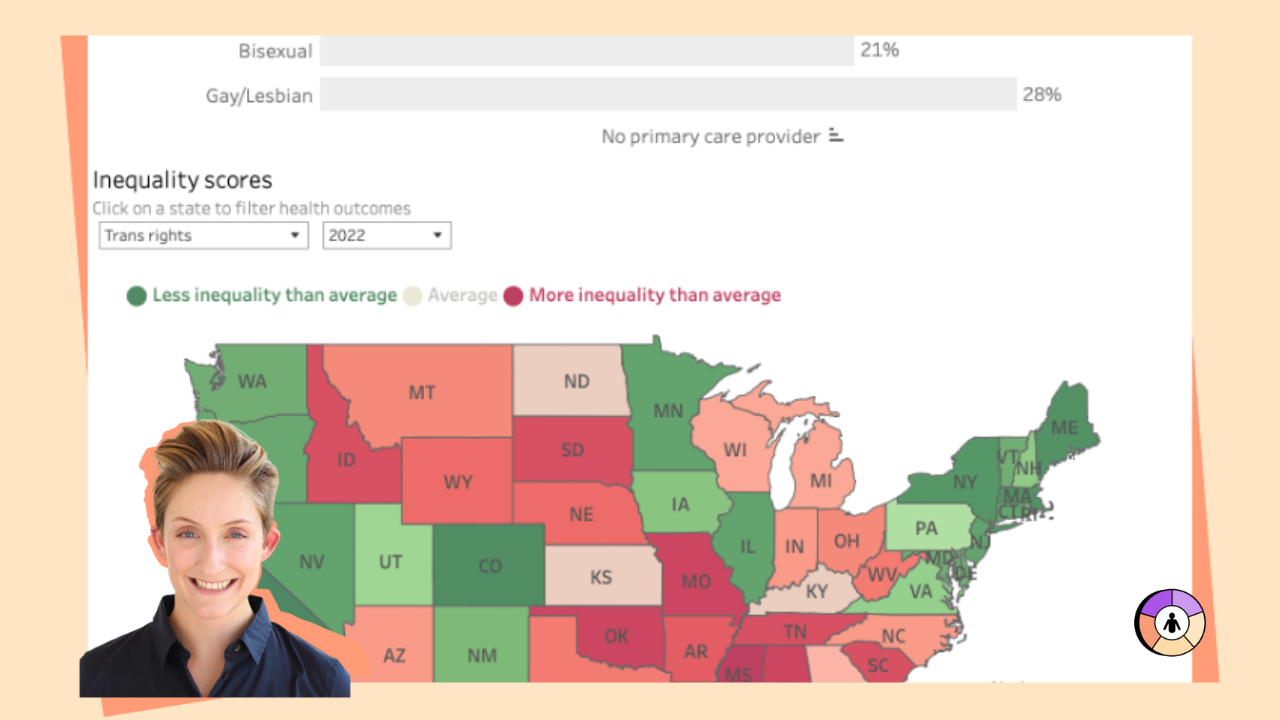 Bisexual 21%
Gay/Lesbian 28%
No primary care provider
Inequality scores
Click on a state to filter health outcomes
Trans rights 2022
Less inequality than average Average More inequality than average
WA MT ND MN ME
ID WY SD WI MI NY VT NH
NE IA PA MA CT RI
NV UT CO KS IL IN OH NJ
MO KY WV VA MD DE
AZ NM OK AR TN NC
MS SC